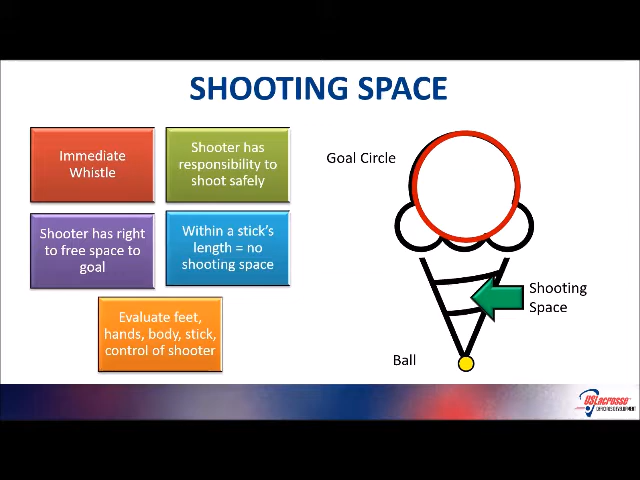 SHOOTING SPACE
Immediate
Whistle
Shooter has
responsibility to
shoot safely
Shooter has right
to free space to
goal
Within a stick's
length = no
shooting space
Evaluate feet,
hands, body, stick,
control of shooter
Goal Circle
Shooting
Space
Ball
USLacrosse
OFFICIALS DEVELOPMENT